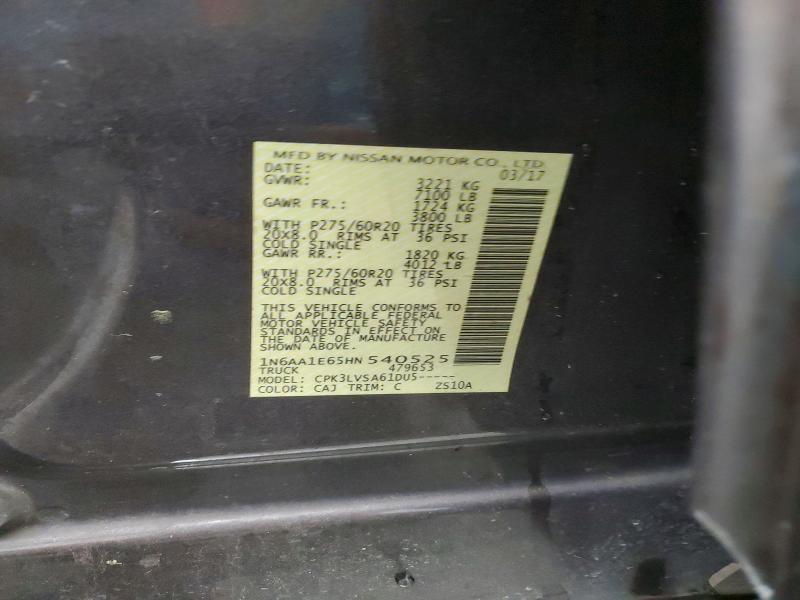 MFD BY NISSAN MOTOR CO., LTD.
DATE: 03/17
GVWR: 3221 KG
7100 LB
GAWR FR.: 1724 KG
3800 LB
WITH P275/60R20 TIRES
20X8.0 RIMS AT 36 PSI
COLD SINGLE
GAWR RR.: 1820 KG
4012 LB
WITH P275/60R20 TIRES
20X8.0 RIMS AT 36 PSI
COLD SINGLE
THIS VEHICLE CONFORMS TO
ALL APPLICABLE FEDERAL
MOTOR VEHICLE SAFETY
STANDARDS IN EFFECT ON
THE DATE OF MANUFACTURE
SHOWN ABOVE.
1N6AA1E65HN 540525
TRUCK 479653
MODEL: CPK3LVSA61DU5-----
COLOR: CAJ TRIM: C ZS10A